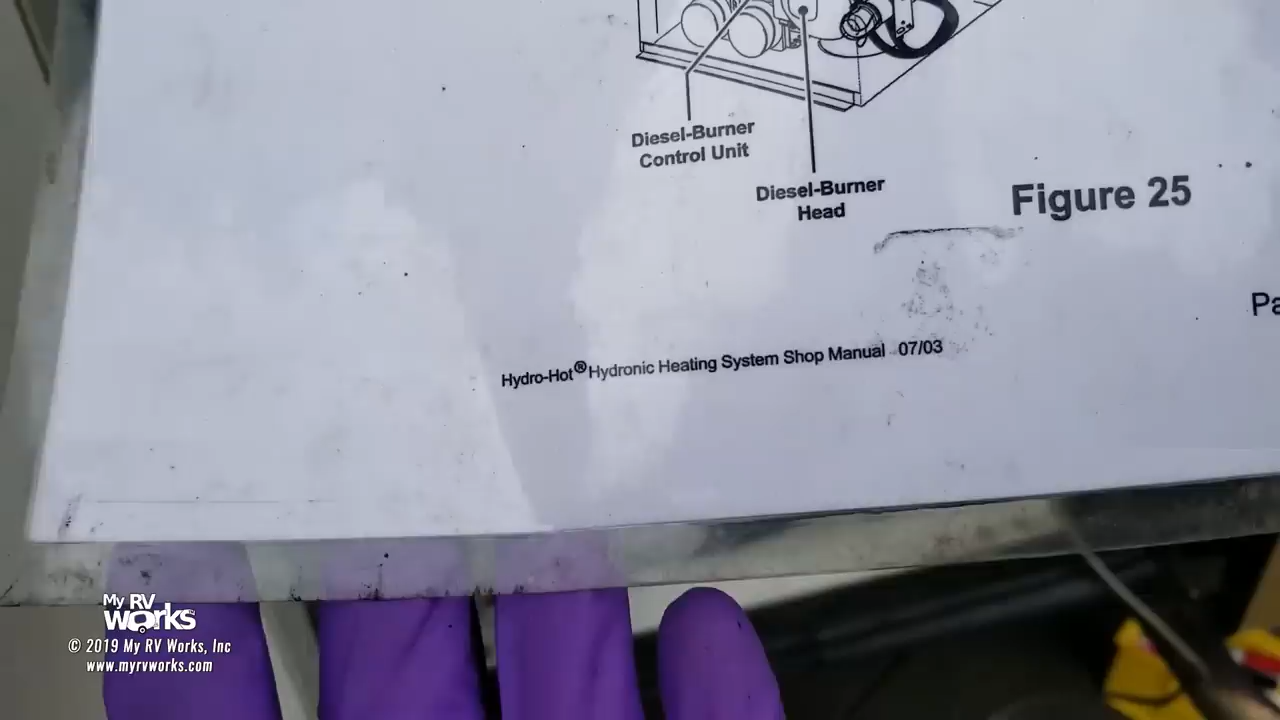 Diesel-Burner
Control Unit
Diesel-Burner
Head
Figure 25
Pa
Hydro-Hot® Hydronic Heating System Shop Manual 07/03
My RV
works
© 2019 My RV Works, Inc
www.myrvworks.com